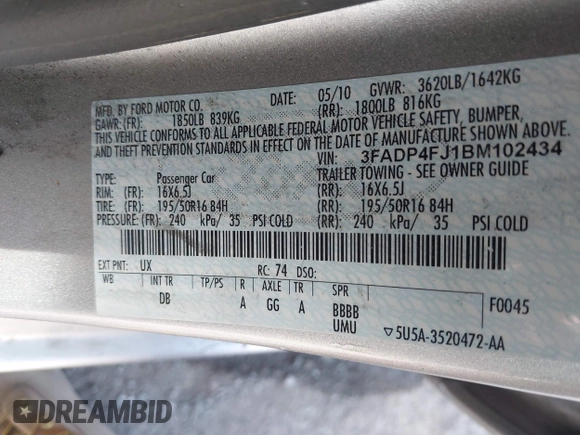 MFD. BY FORD MOTOR CO.
DATE: 05/10 GVWR: 3620LB/1642KG
GAWR: (FR): 1850LB 839KG (RR): 1800LB 816KG
THIS VEHICLE CONFORMS TO ALL APPLICABLE FEDERAL MOTOR VEHICLE SAFETY, BUMPER,
AND THEFT PREVENTION STANDARDS IN EFFECT ON THE DATE OF MANUFACTURE SHOWN ABOVE.
VIN: 3FADP4FJ1BM102434
TYPE: Passenger Car TRAILER TOWING - SEE OWNER GUIDE
RIM: (FR): 16X6.5J (RR): 16X6.5J
TIRE: (FR): 195/50R16 84H (RR): 195/50R16 84H
PRESSURE: (FR): 240 kPa/ 35 PSI COLD (RR): 240 kPa/ 35 PSI COLD
EXT PNT: UX RC: 74 DSO:
WB INT TR TP/PS R AXLE TR SPR
DB A GG A BBBB
UMU
F0045
▽5U5A-3520472-AA
DREAMBID